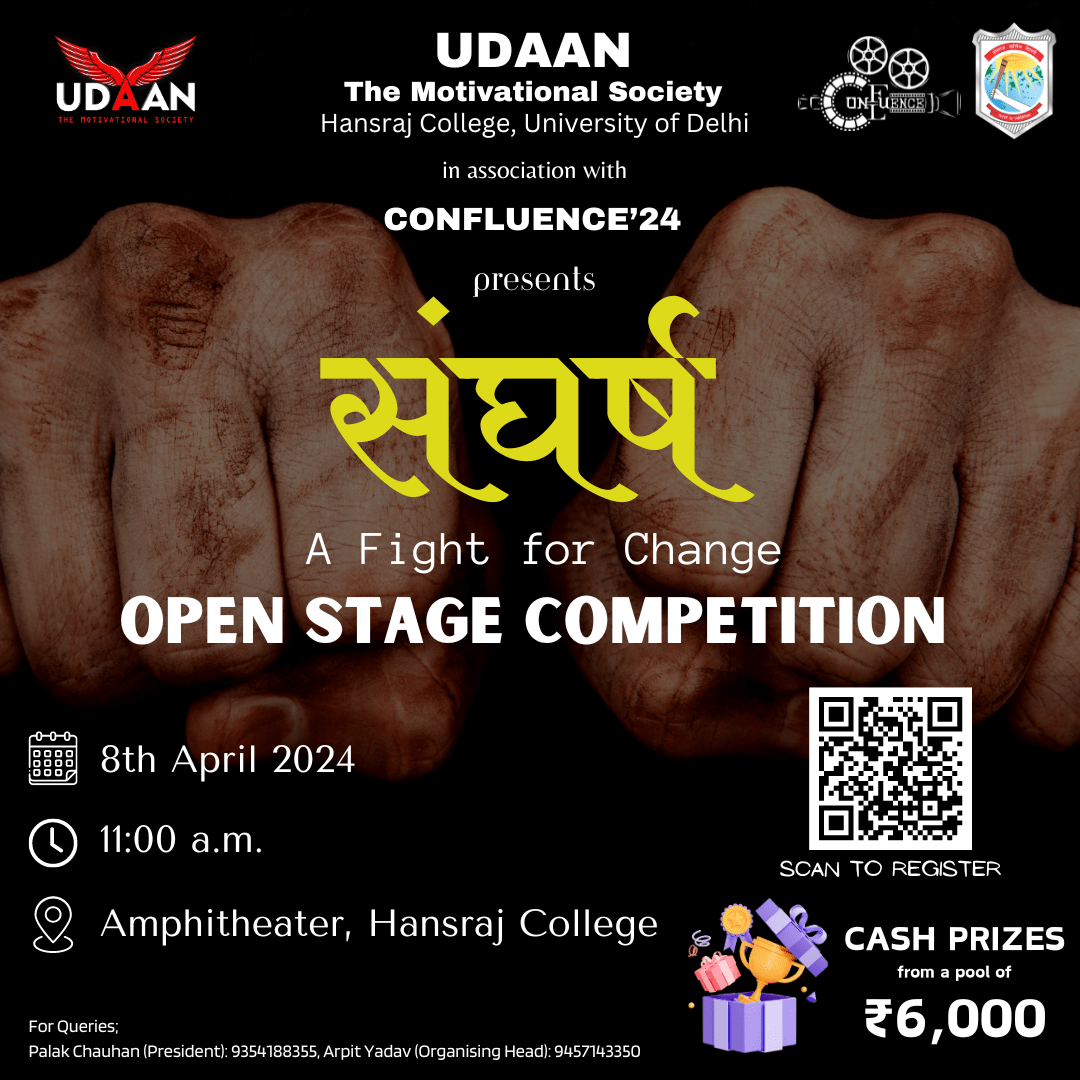 UDAAN
THE MOTIVATIONAL SOCIETY
UDAAN
The Motivational Society
Hansraj College, University of Delhi
CONFLUENCE
in association with
CONFLUENCE'24
presents
संघर्ष
A Fight for Change
OPEN STAGE COMPETITION
8th April 2024
11:00 a.m.
Amphitheater, Hansraj College
SCAN TO REGISTER
CASH PRIZES
from a pool of
₹6,000
For Queries;
Palak Chauhan (President): 9354188355, Arpit Yadav (Organising Head): 9457143350